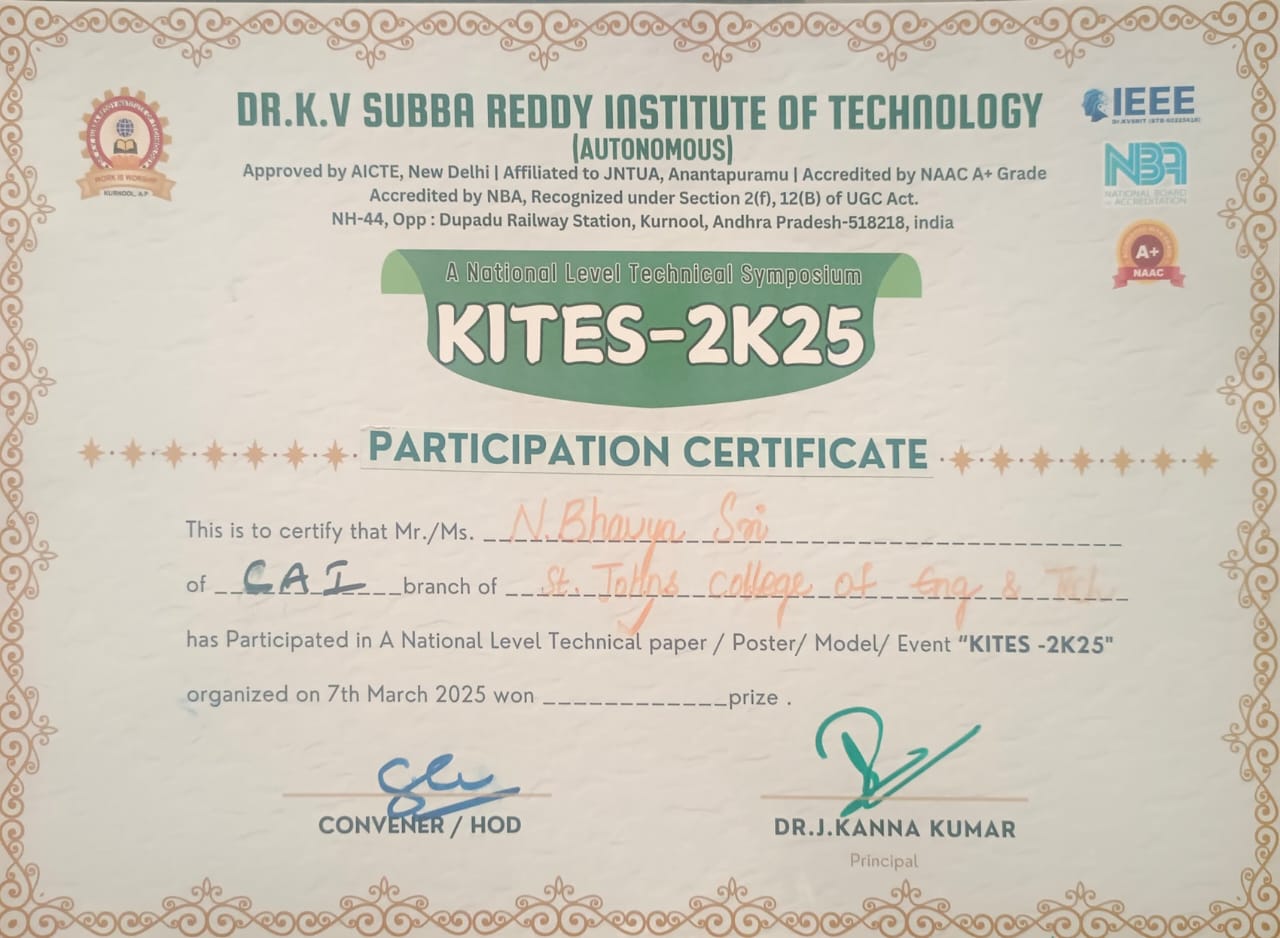 DR.K.V SUBBA REDDY INSTITUTE OF TECHNOLOGY
(AUTONOMOUS)
Approved by AICTE, New Delhi | Affiliated to JNTUA, Anantapuramu | Accredited by NAAC A+ Grade
Accredited by NBA, Recognized under Section 2(f), 12(B) of UGC Act.
NH-44, Opp : Dupadu Railway Station, Kurnool, Andhra Pradesh-518218, india
WORK IS WORSHIP
KURNOOL, A.P
IEEE
NBA
NATIONAL BOARD
of ACCREDITATION
A+
NAAC
A National Level Technical Symposium
KITES-2K25
PARTICIPATION CERTIFICATE
This is to certify that Mr./Ms. N.Bhavya Sri
of CAI branch of St. Johns College of Eng & Tech
has Participated in A National Level Technical paper / Poster/ Model/ Event "KITES -2K25"
organized on 7th March 2025 won ____________prize .
CONVENER / HOD
DR.J.KANNA KUMAR
Principal